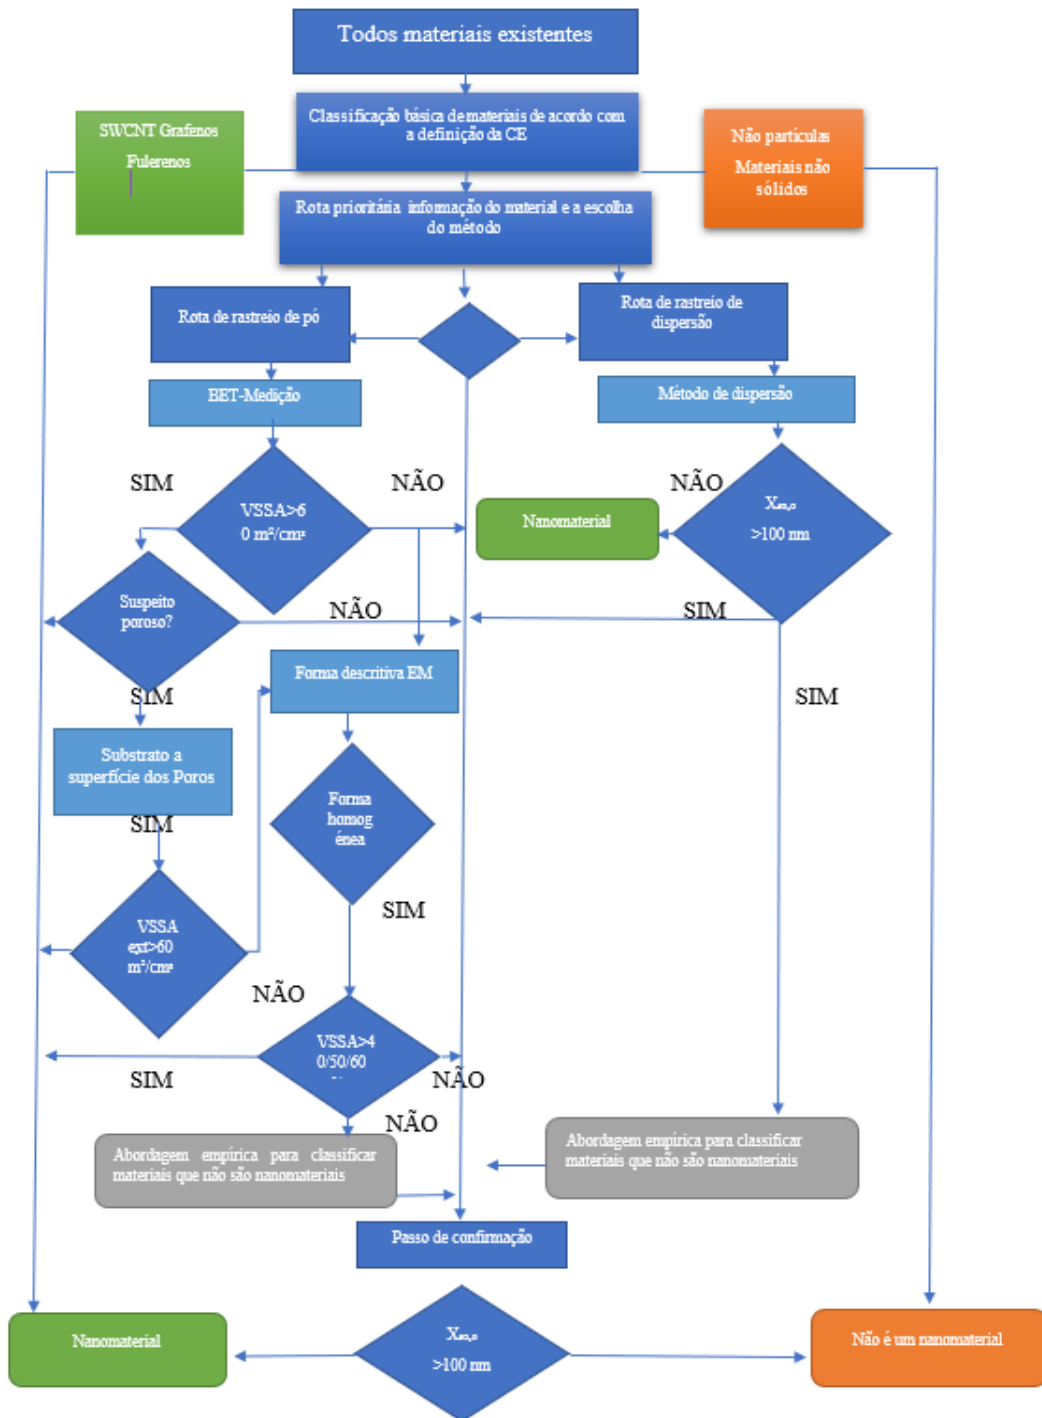 Todos materiais existentes
Classificação básica de materiais de acordo com
a definição da CE
SWCNT Grafenos
Fulerenos
Não partículas
Materiais não
sólidos
Rota prioritária informação do material e a escolha
do método
Rota de rastreio de pó
Rota de rastreio de
dispersão
BET-Medição
Método de dispersão
SIM
NÃO
VSSA>6
0 m²/cm³
NÃO
X₅₀,₀
>100 nm
Nanomaterial
Suspeito
poroso?
NÃO
SIM
SIM
Forma descritiva EM
SIM
Substrato a
superfície dos Poros
SIM
Forma
homog
énea
SIM
VSSA
ext>60
m²/cm³
NÃO
VSSA>4
0/50/60
SIM
NÃO
NÃO
Abordagem empírica para classificar
materiais que não são nanomateriais
Abordagem empírica para classificar
materiais que não são nanomateriais
Passo de confirmação
Nanomaterial
X₅₀,₀
>100 nm
Não é um nanomaterial